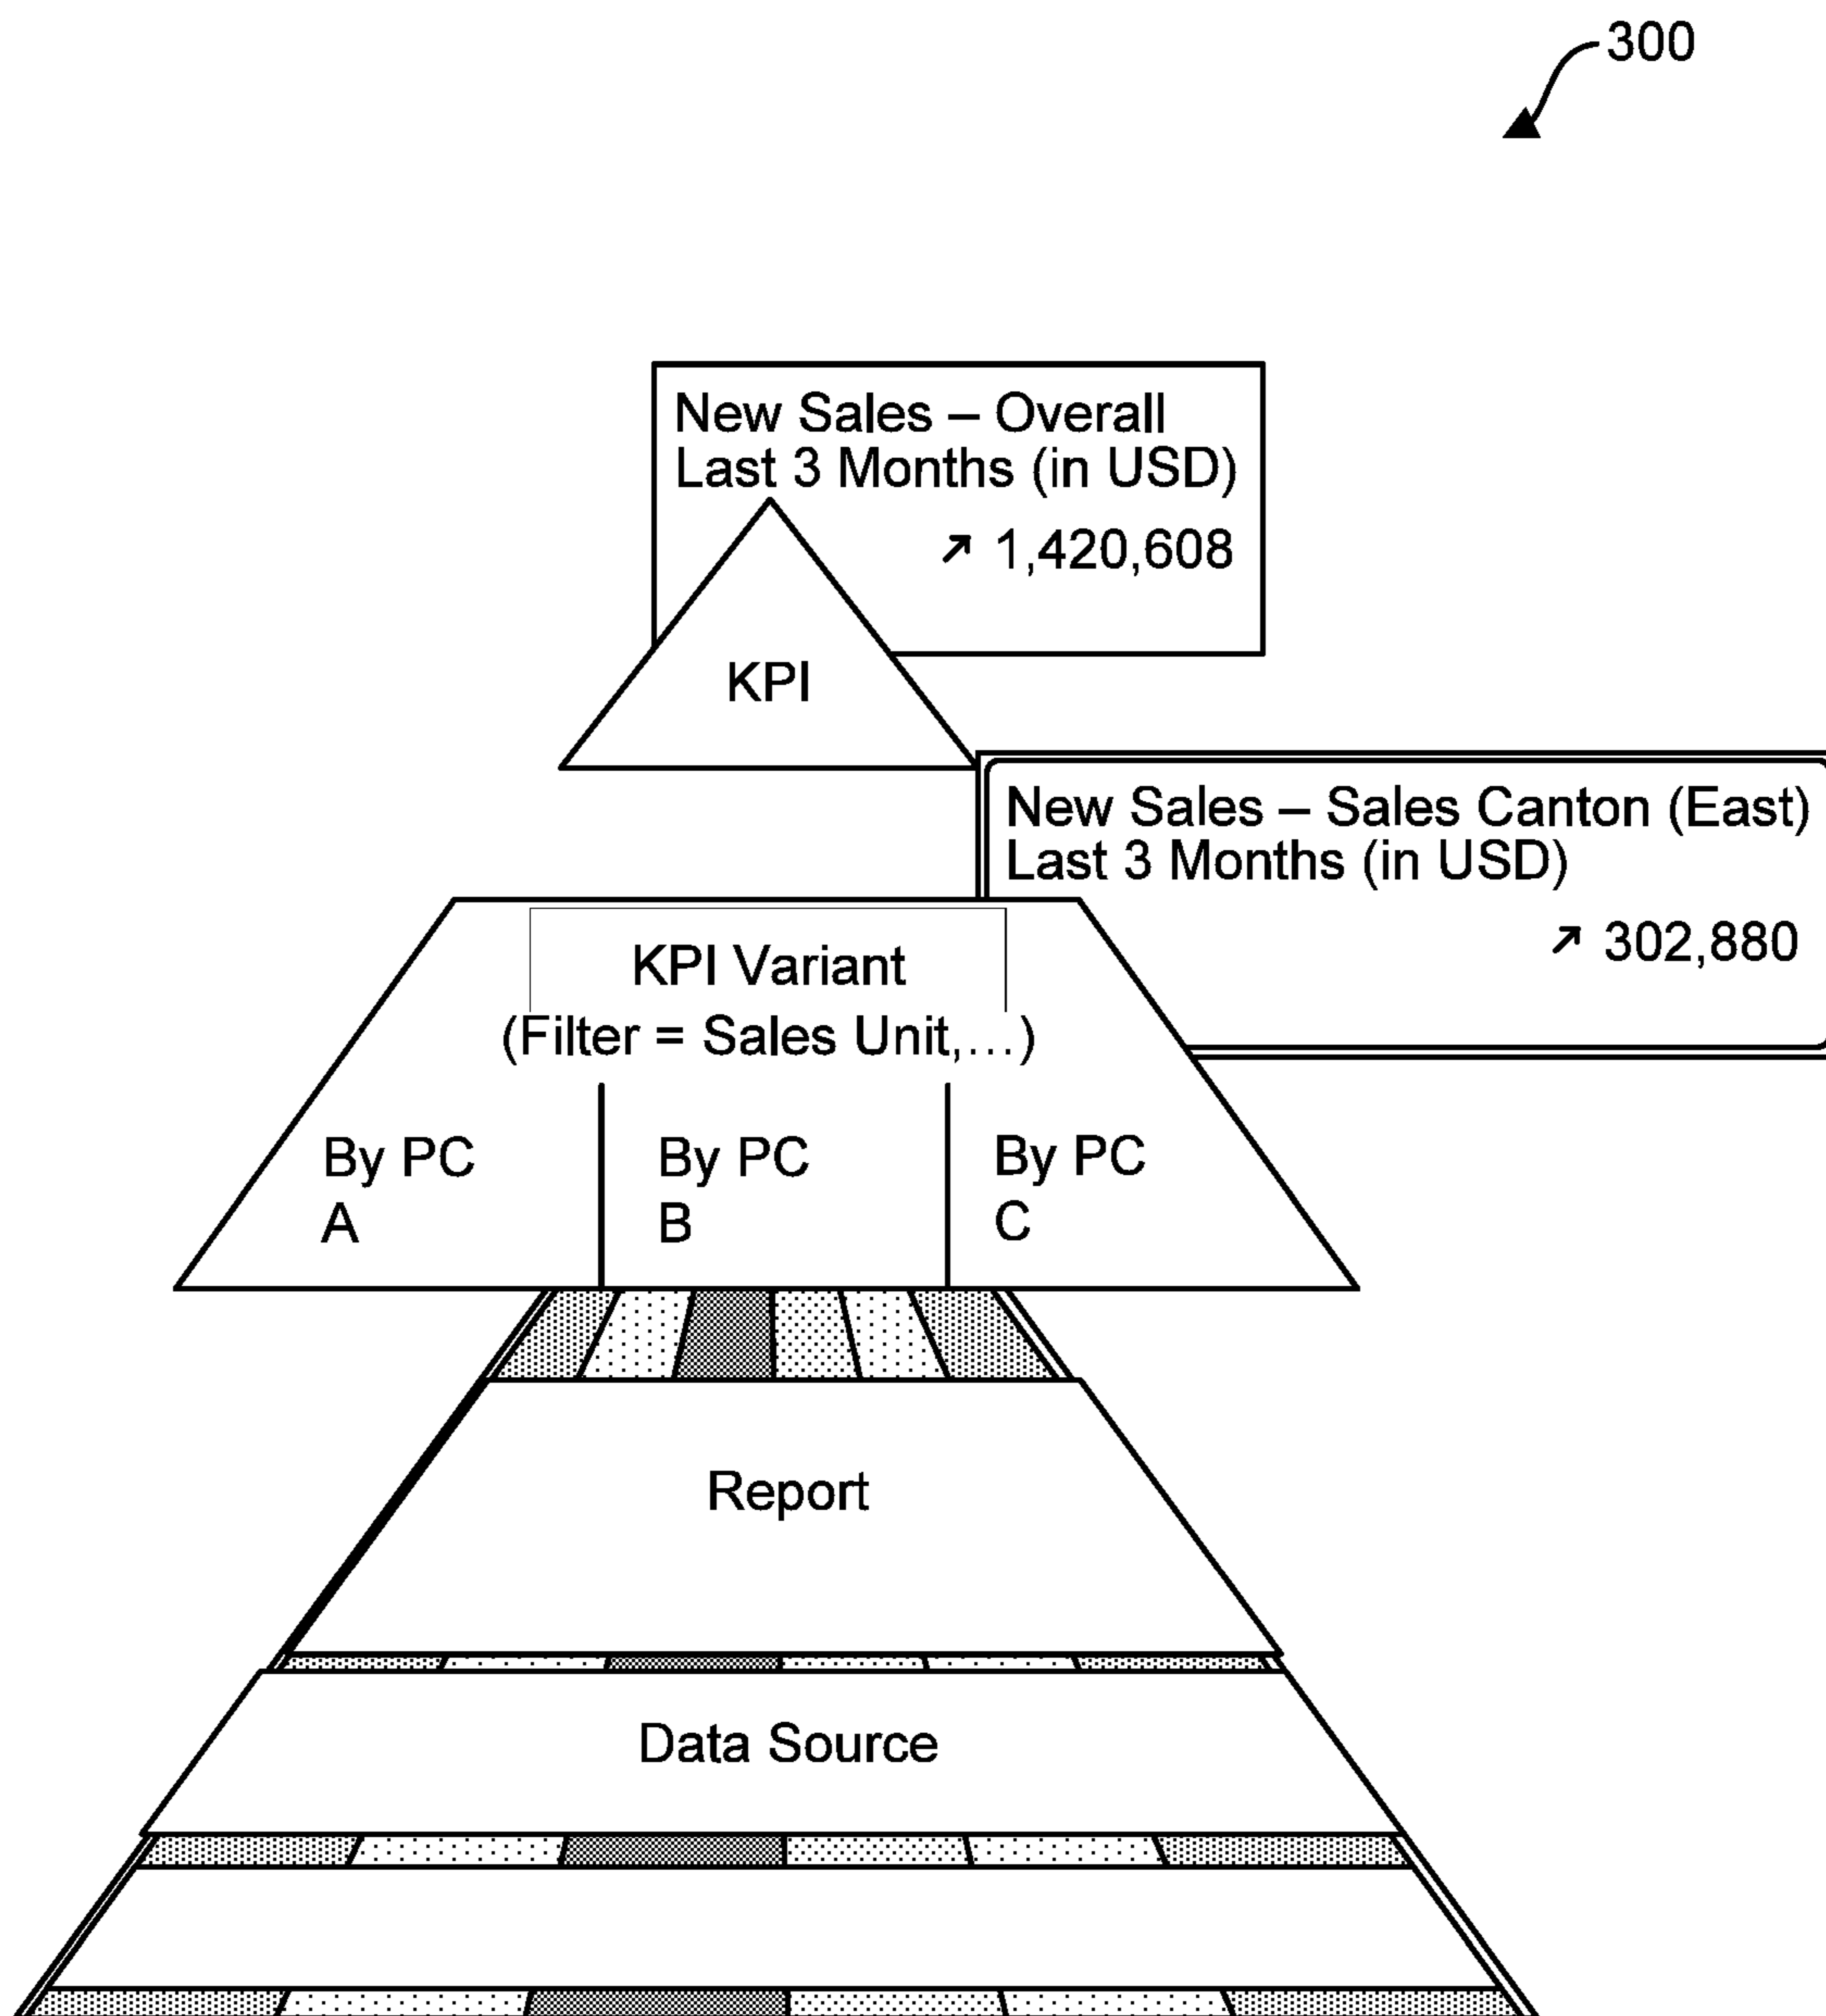 300
New Sales – Overall
Last 3 Months (in USD)
↗ 1,420,608
KPI
New Sales – Sales Canton (East)
Last 3 Months (in USD)
↗ 302,880
KPI Variant
(Filter = Sales Unit,...)
By PC
A
By PC
B
By PC
C
Report
Data Source